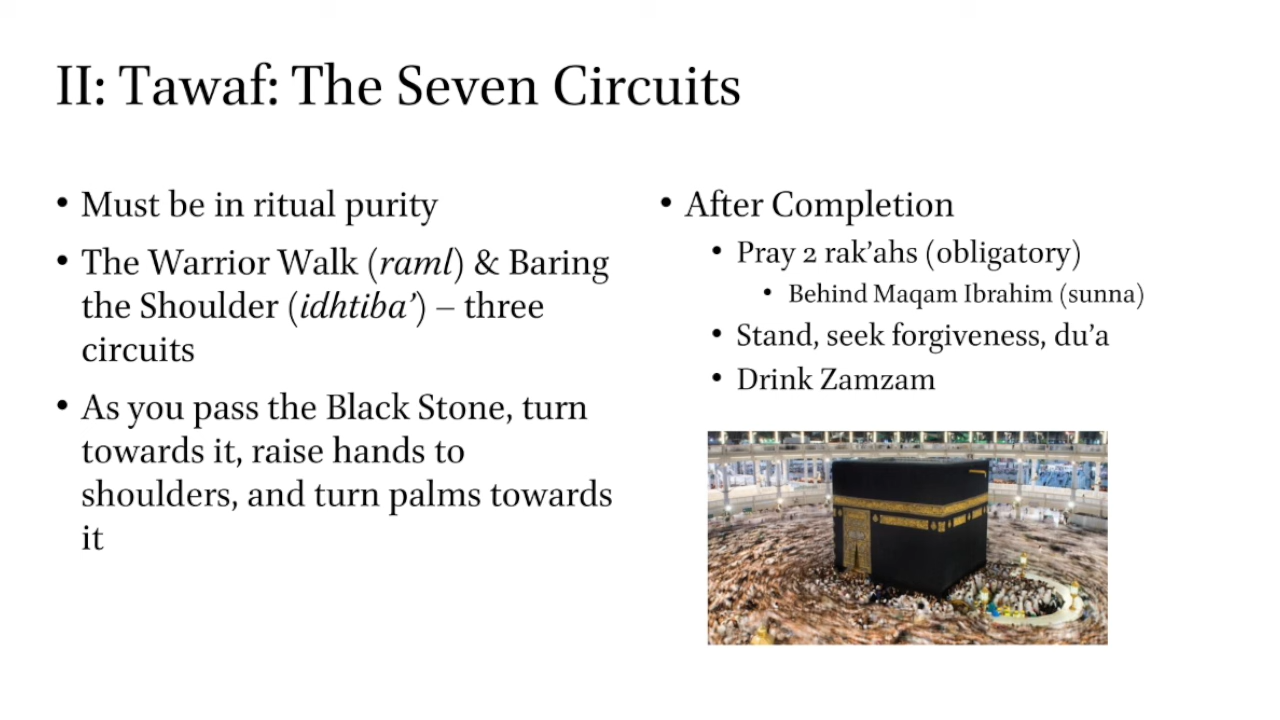 II: Tawaf: The Seven Circuits
• Must be in ritual purity
• The Warrior Walk (raml) & Baring
the Shoulder (idhtiba’) – three
circuits
• As you pass the Black Stone, turn
towards it, raise hands to
shoulders, and turn palms towards
it
• After Completion
• Pray 2 rak’ahs (obligatory)
• Behind Maqam Ibrahim (sunna)
• Stand, seek forgiveness, du’a
• Drink Zamzam